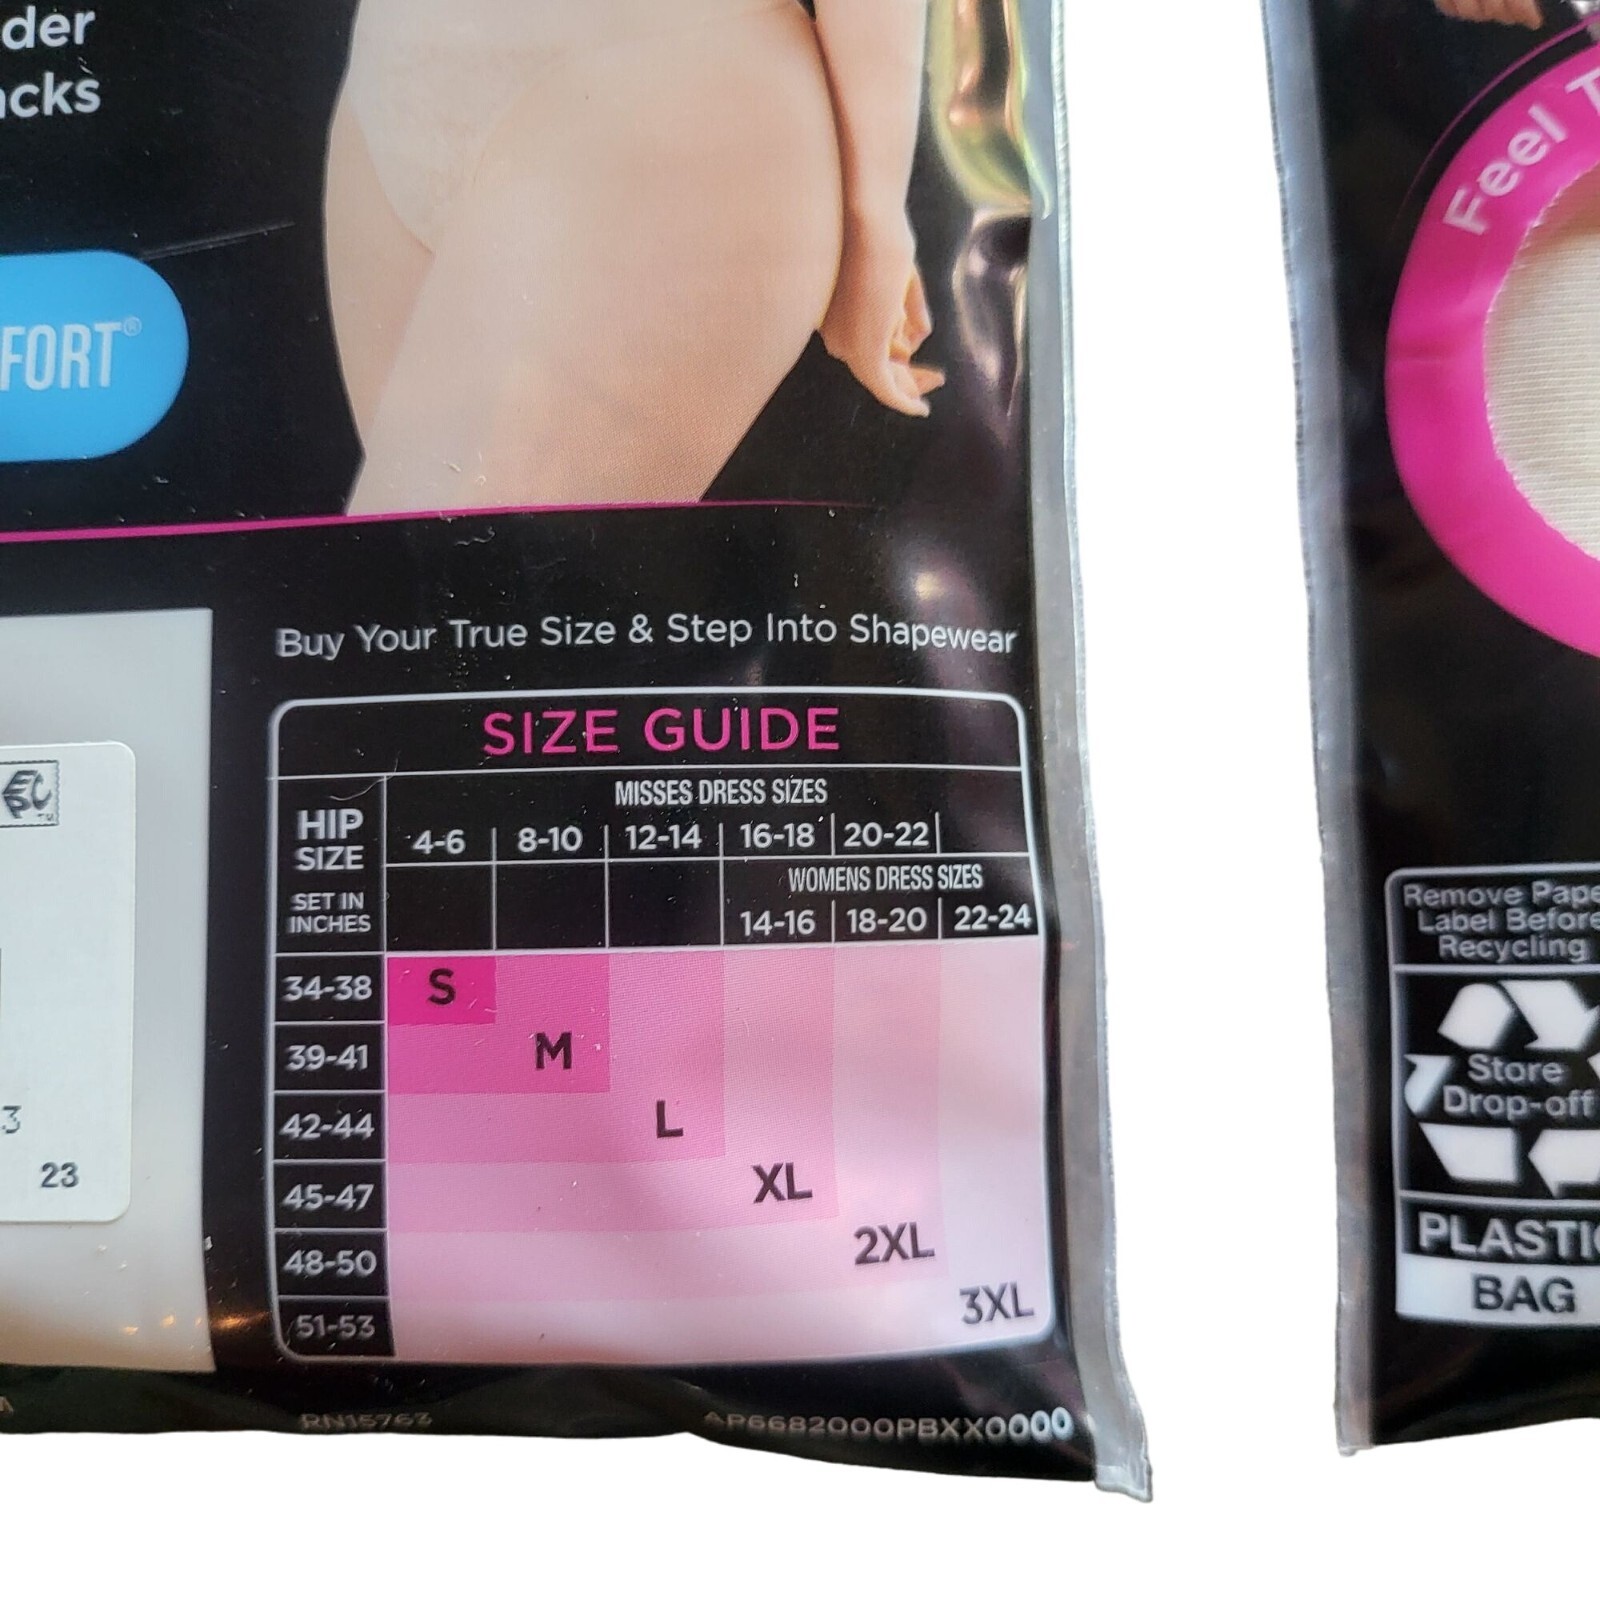 der
acks
FORT®
Buy Your True Size & Step Into Shapewear
SIZE GUIDE
HIP SIZE
SET IN INCHES
MISSES DRESS SIZES
4-6 8-10 12-14 16-18 20-22
WOMENS DRESS SIZES
14-16 18-20 22-24
34-38 S
39-41 M
42-44 L
45-47 XL
48-50 2XL
51-53 3XL
3
23
RN15763
AP6682000PBXX0000
Feel T
Remove Pape
Label Before
Recycling
Store
Drop-off
PLASTIC
BAG